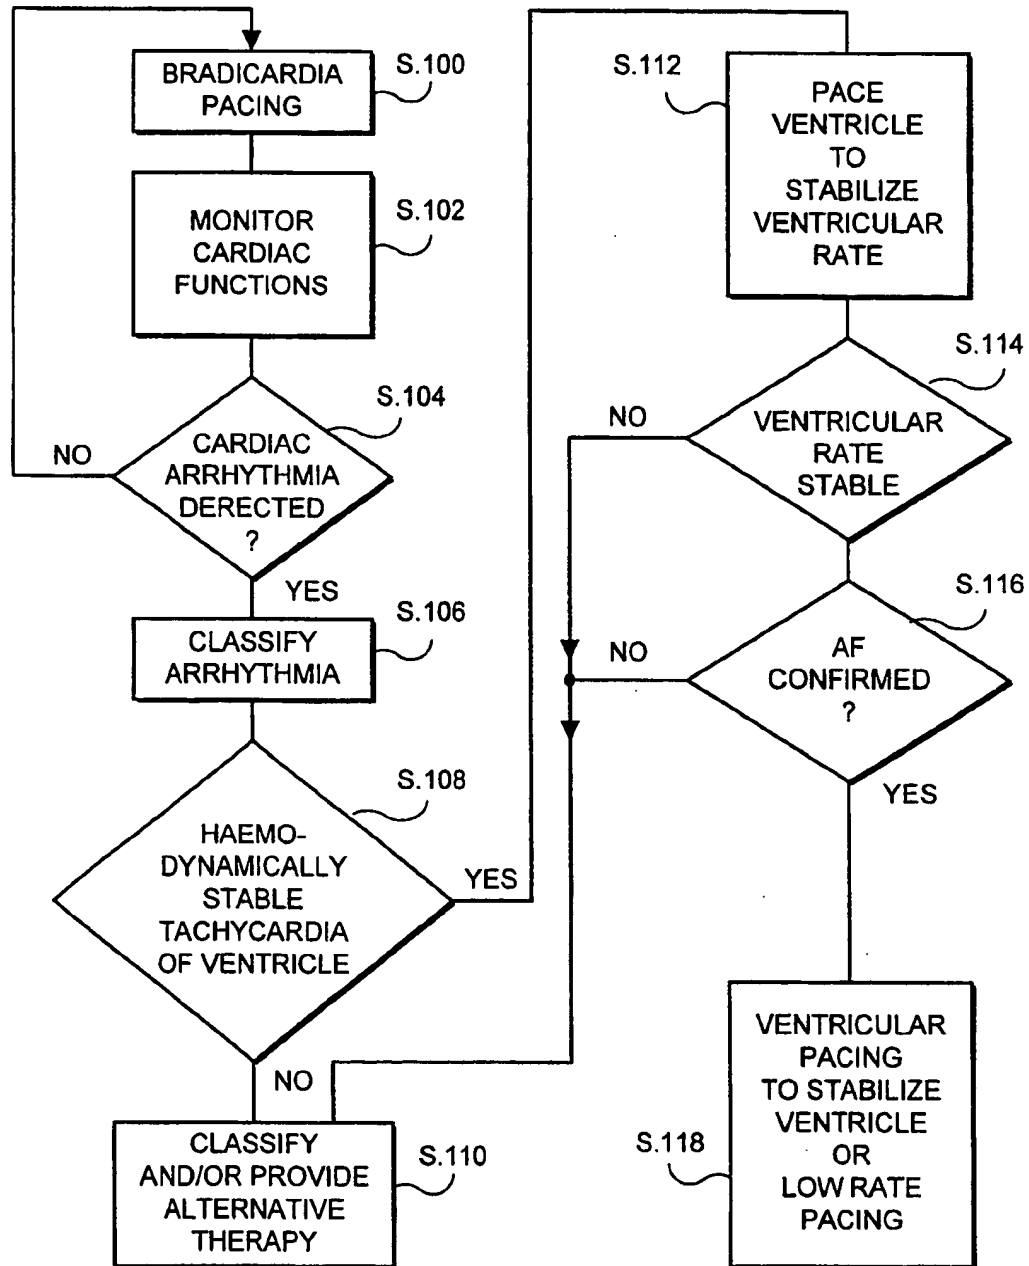 BRADICARDIA
PACING
S.100
MONITOR
CARDIAC
FUNCTIONS
S.102
S.104
NO
CARDIAC
ARRHYTHMIA
DERECTED
?
YES
S.106
CLASSIFY
ARRHYTHMIA
S.108
HAEMO-
DYNAMICALLY
STABLE
TACHYCARDIA
OF VENTRICLE
YES
NO
CLASSIFY
AND/OR PROVIDE
ALTERNATIVE
THERAPY
S.110
S.112
PACE
VENTRICLE
TO
STABILIZE
VENTRICULAR
RATE
S.114
NO
VENTRICULAR
RATE
STABLE
S.116
NO
AF
CONFIRMED
?
YES
VENTRICULAR
PACING
TO STABILIZE
VENTRICLE
OR
LOW RATE
PACING
S.118